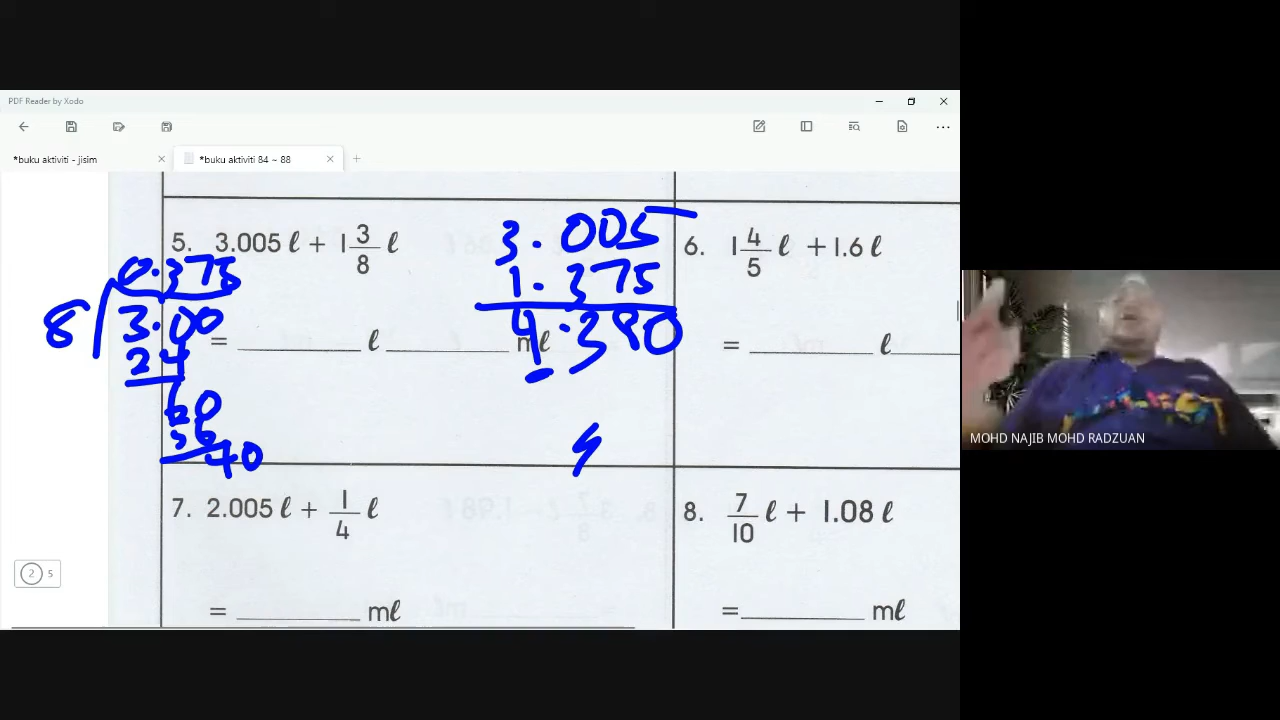 PDF Reader by Xodo
*buku aktiviti - jisim
*buku aktiviti 84 ~ 88
5. 3.005 ℓ + 1 3/8 ℓ
= ________ ℓ ________ mℓ
0.375
8
3.00
24
60
56
40
3.005
1.375
4.380
6. 1 4/5 ℓ + 1.6 ℓ
= ________ ℓ ________
7. 2.005 ℓ + 1/4 ℓ
= ________ mℓ
8. 7/10 ℓ + 1.08 ℓ
= ________ mℓ
2 5
MOHD NAJIB MOHD RADZUAN